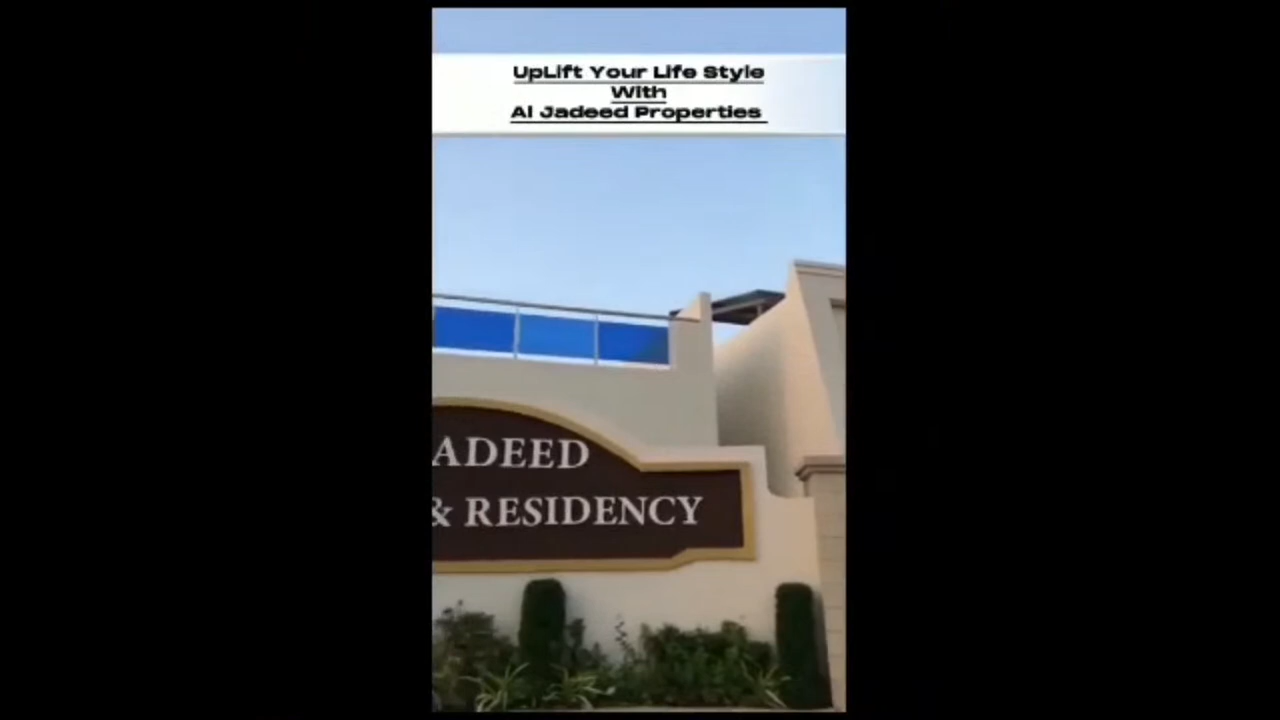 UpLift Your Life Style
With
Al Jadeed Properties
ADEED
& RESIDENCY